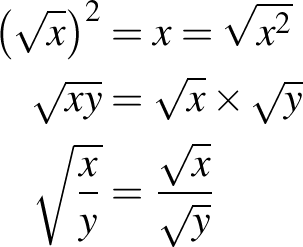 (√x)² = x = √x²
√xy = √x × √y
√(x/y) = √x/√y